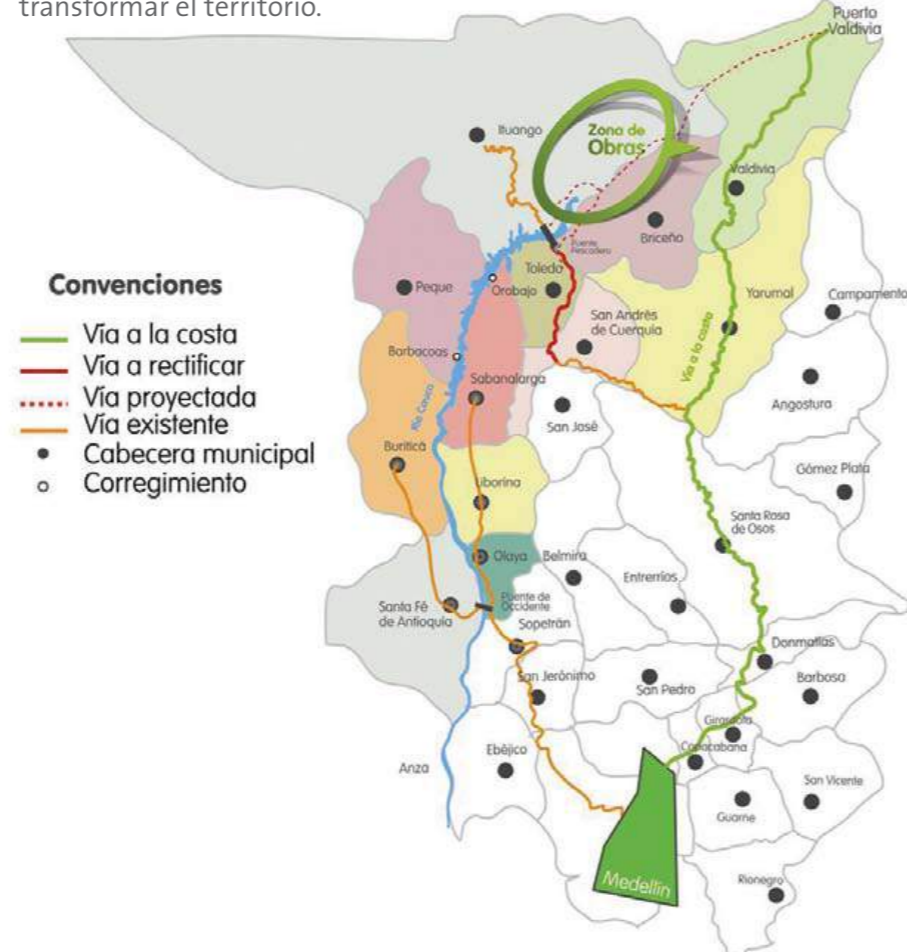 transformar el territorio.
Puerto
Valdivia
Ituango
Zona de
Obras
Valdivia
Briceño
Puente
Pescadero
Toledo
Peque
Orobajo
Yarumal
Campamento
San Andrés
de Cuerquia
Convenciones
Vía a la costa
Vía a rectificar
Vía proyectada
Vía existente
Cabecera municipal
Corregimiento
Barbacoas
Vía a la costa
Sabanalarga
Río Cauca
Angostura
San José
Buriticá
Gómez Plata
Liborina
Santa Rosa
de Osos
Olaya
Belmira
Entrerríos
Puente de
Occidente
Santa Fé
de Antioquia
Sopetrán
Donmatías
San Jerónimo
San Pedro
Barbosa
Girardota
Copacabana
Ebéjico
Anza
San Vicente
Guarne
Medellín
Rionegro